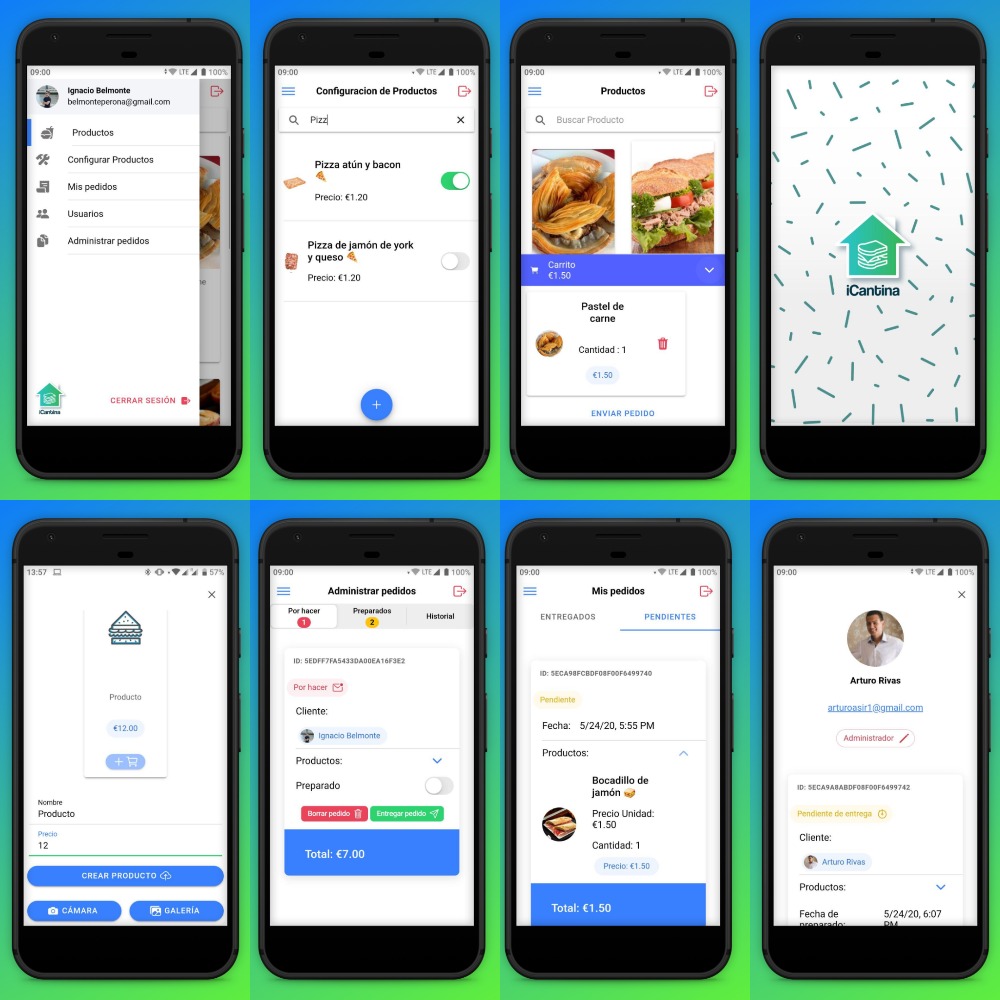 09:00 LTE 100%
Ignacio Belmonte
belmonteperona@gmail.com
Productos
Configurar Productos
Mis pedidos
Usuarios
Administrar pedidos
ne
iCantina
CERRAR SESIÓN
09:00 LTE 100%
Configuracion de Productos
Pizz
Pizza atún y bacon
🍕
Precio: €1.20
Pizza de jamón de york
y queso 🍕
Precio: €1.20
+
09:00 LTE 100%
Productos
Buscar Producto
Carrito
€1.50
Pastel de
carne
Cantidad : 1
€1.50
ENVIAR PEDIDO
iCantina
13:57 57%
Producto
€12.00
+
Nombre
Producto
Precio
12
CREAR PRODUCTO
CÁMARA GALERÍA
09:00 LTE 100%
Administrar pedidos
Por hacer Preparados Historial
1 2
ID: 5EDFF7FA5433DA00EA16F3E2
Por hacer
Cliente:
Ignacio Belmonte
Productos:
Preparado
Borrar pedido Entregar pedido
Total: €7.00
09:00 LTE 100%
Mis pedidos
ENTREGADOS PENDIENTES
ID: 5ECA98FCBDF08F00F6499740
Pendiente
Fecha: 5/24/20, 5:55 PM
Productos:
Bocadillo de
jamón 🥪
Precio Unidad:
€1.50
Cantidad: 1
Precio: €1.50
Total: €1.50
09:00 LTE 100%
Arturo Rivas
arturoasir1@gmail.com
Administrador
ID: 5ECA9A8ABDF08F00F6499742
Pendiente de entrega
Cliente:
Arturo Rivas
Productos:
Fecha de 5/24/20, 6:07
preparado: PM